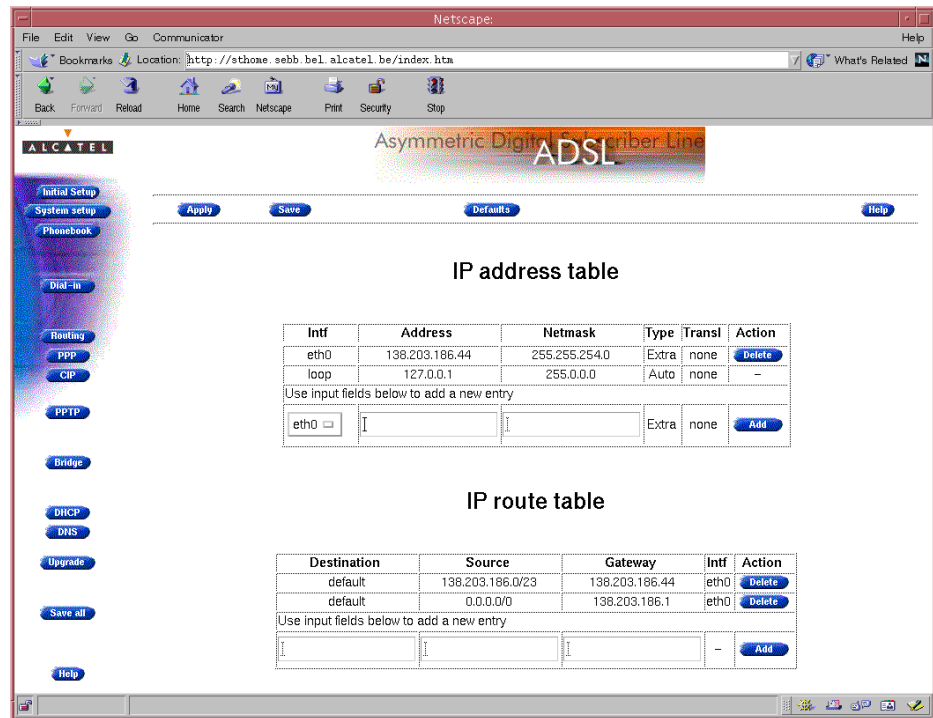 Netscape:
File Edit View Go Communicator Help
Bookmarks Location: http://sthome.sebb.bel.alcatel.be/index.htm What's Related N
My
Back Forward Reload Home Search Netscape Print Security Stop
ALCATEL
Asymmetric Digital Subscriber Line
ADSL
Initial Setup
System setup
Phonebook
Dial-in
Routing
PPP
CIP
PPTP
Bridge
DHCP
DNS
Upgrade
Save all
Help
Apply Save Defaults Help
IP address table
Intf Address Netmask Type Transl Action
eth0 138.203.186.44 255.255.254.0 Extra none Delete
loop 127.0.0.1 255.0.0.0 Auto none –
Use input fields below to add a new entry
eth0 Extra none Add
IP route table
Destination Source Gateway Intf Action
default 138.203.186.0/23 138.203.186.44 eth0 Delete
default 0.0.0.0/0 138.203.186.1 eth0 Delete
Use input fields below to add a new entry
– Add